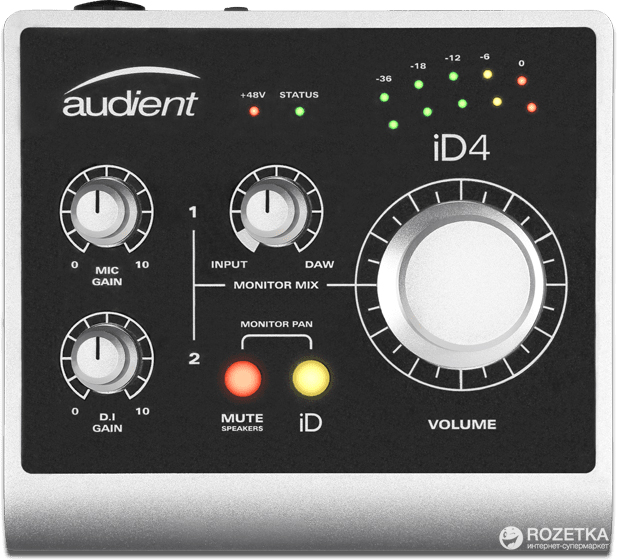 audient
+48V STATUS
-36 -18 -12 -6 0
iD4
0 10
MIC
GAIN
1
INPUT DAW
MONITOR MIX
2
MONITOR PAN
0 10
D.I
GAIN
MUTE
SPEAKERS
iD
VOLUME
ROZETKA
интернет-супермаркет